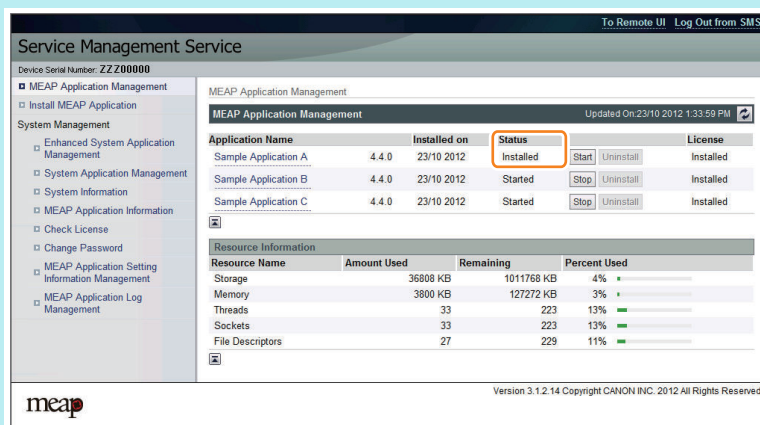 To Remote UI Log Out from SMS
Service Management Service
Device Serial Number: ZZZ00000
MEAP Application Management
Install MEAP Application
System Management
Enhanced System Application
Management
System Application Management
System Information
MEAP Application Information
Check License
Change Password
MEAP Application Setting
Information Management
MEAP Application Log
Management
MEAP Application Management
MEAP Application Management Updated On:23/10 2012 1:33:59 PM
Application Name Installed on Status License
Sample Application A 4.4.0 23/10 2012 Installed Start Uninstall Installed
Sample Application B 4.4.0 23/10 2012 Started Stop Uninstall Installed
Sample Application C 4.4.0 23/10 2012 Started Stop Uninstall Installed
Resource Information
Resource Name Amount Used Remaining Percent Used
Storage 36808 KB 1011768 KB 4%
Memory 3800 KB 127272 KB 3%
Threads 33 223 13%
Sockets 33 223 13%
File Descriptors 27 229 11%
Version 3.1.2.14 Copyright CANON INC. 2012 All Rights Reserved
meap